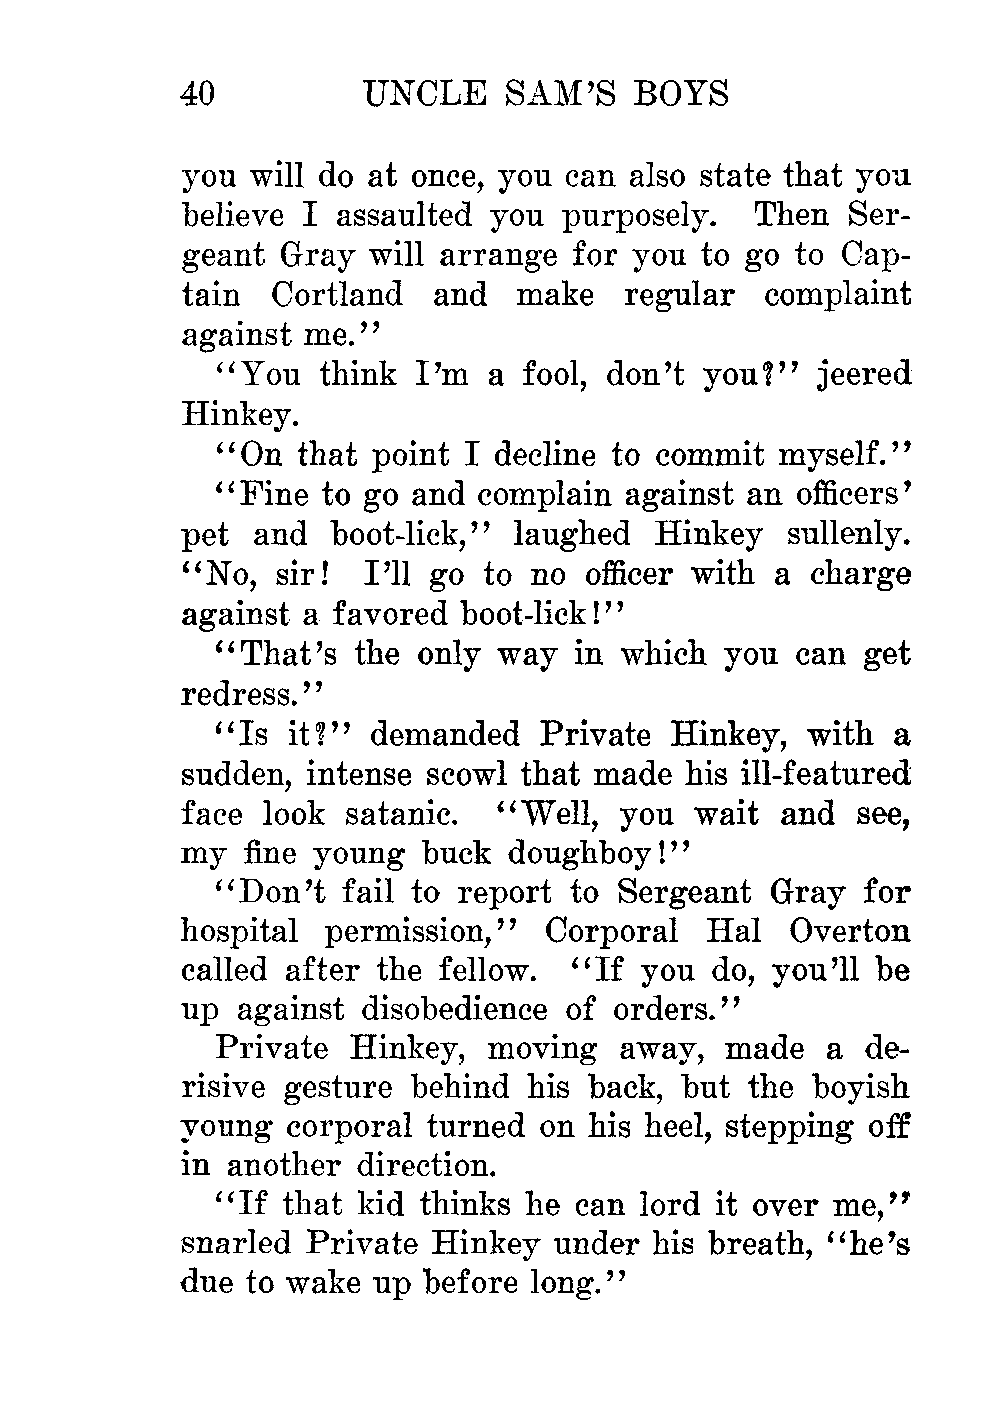 40 UNCLE SAM'S BOYS
you will do at once, you can also state that you
believe I assaulted you purposely. Then Ser-
geant Gray will arrange for you to go to Cap-
tain Cortland and make regular complaint
against me."
"You think I'm a fool, don't you?" jeered
Hinkey.
"On that point I decline to commit myself."
"Fine to go and complain against an officers'
pet and boot-lick," laughed Hinkey sullenly.
"No, sir! I'll go to no officer with a charge
against a favored boot-lick!"
"That's the only way in which you can get
redress."
"Is it?" demanded Private Hinkey, with a
sudden, intense scowl that made his ill-featured
face look satanic. "Well, you wait and see,
my fine young buck doughboy!"
"Don't fail to report to Sergeant Gray for
hospital permission," Corporal Hal Overton
called after the fellow. "If you do, you'll be
up against disobedience of orders."
Private Hinkey, moving away, made a de-
risive gesture behind his back, but the boyish
young corporal turned on his heel, stepping off
in another direction.
"If that kid thinks he can lord it over me,"
snarled Private Hinkey under his breath, "he's
due to wake up before long."